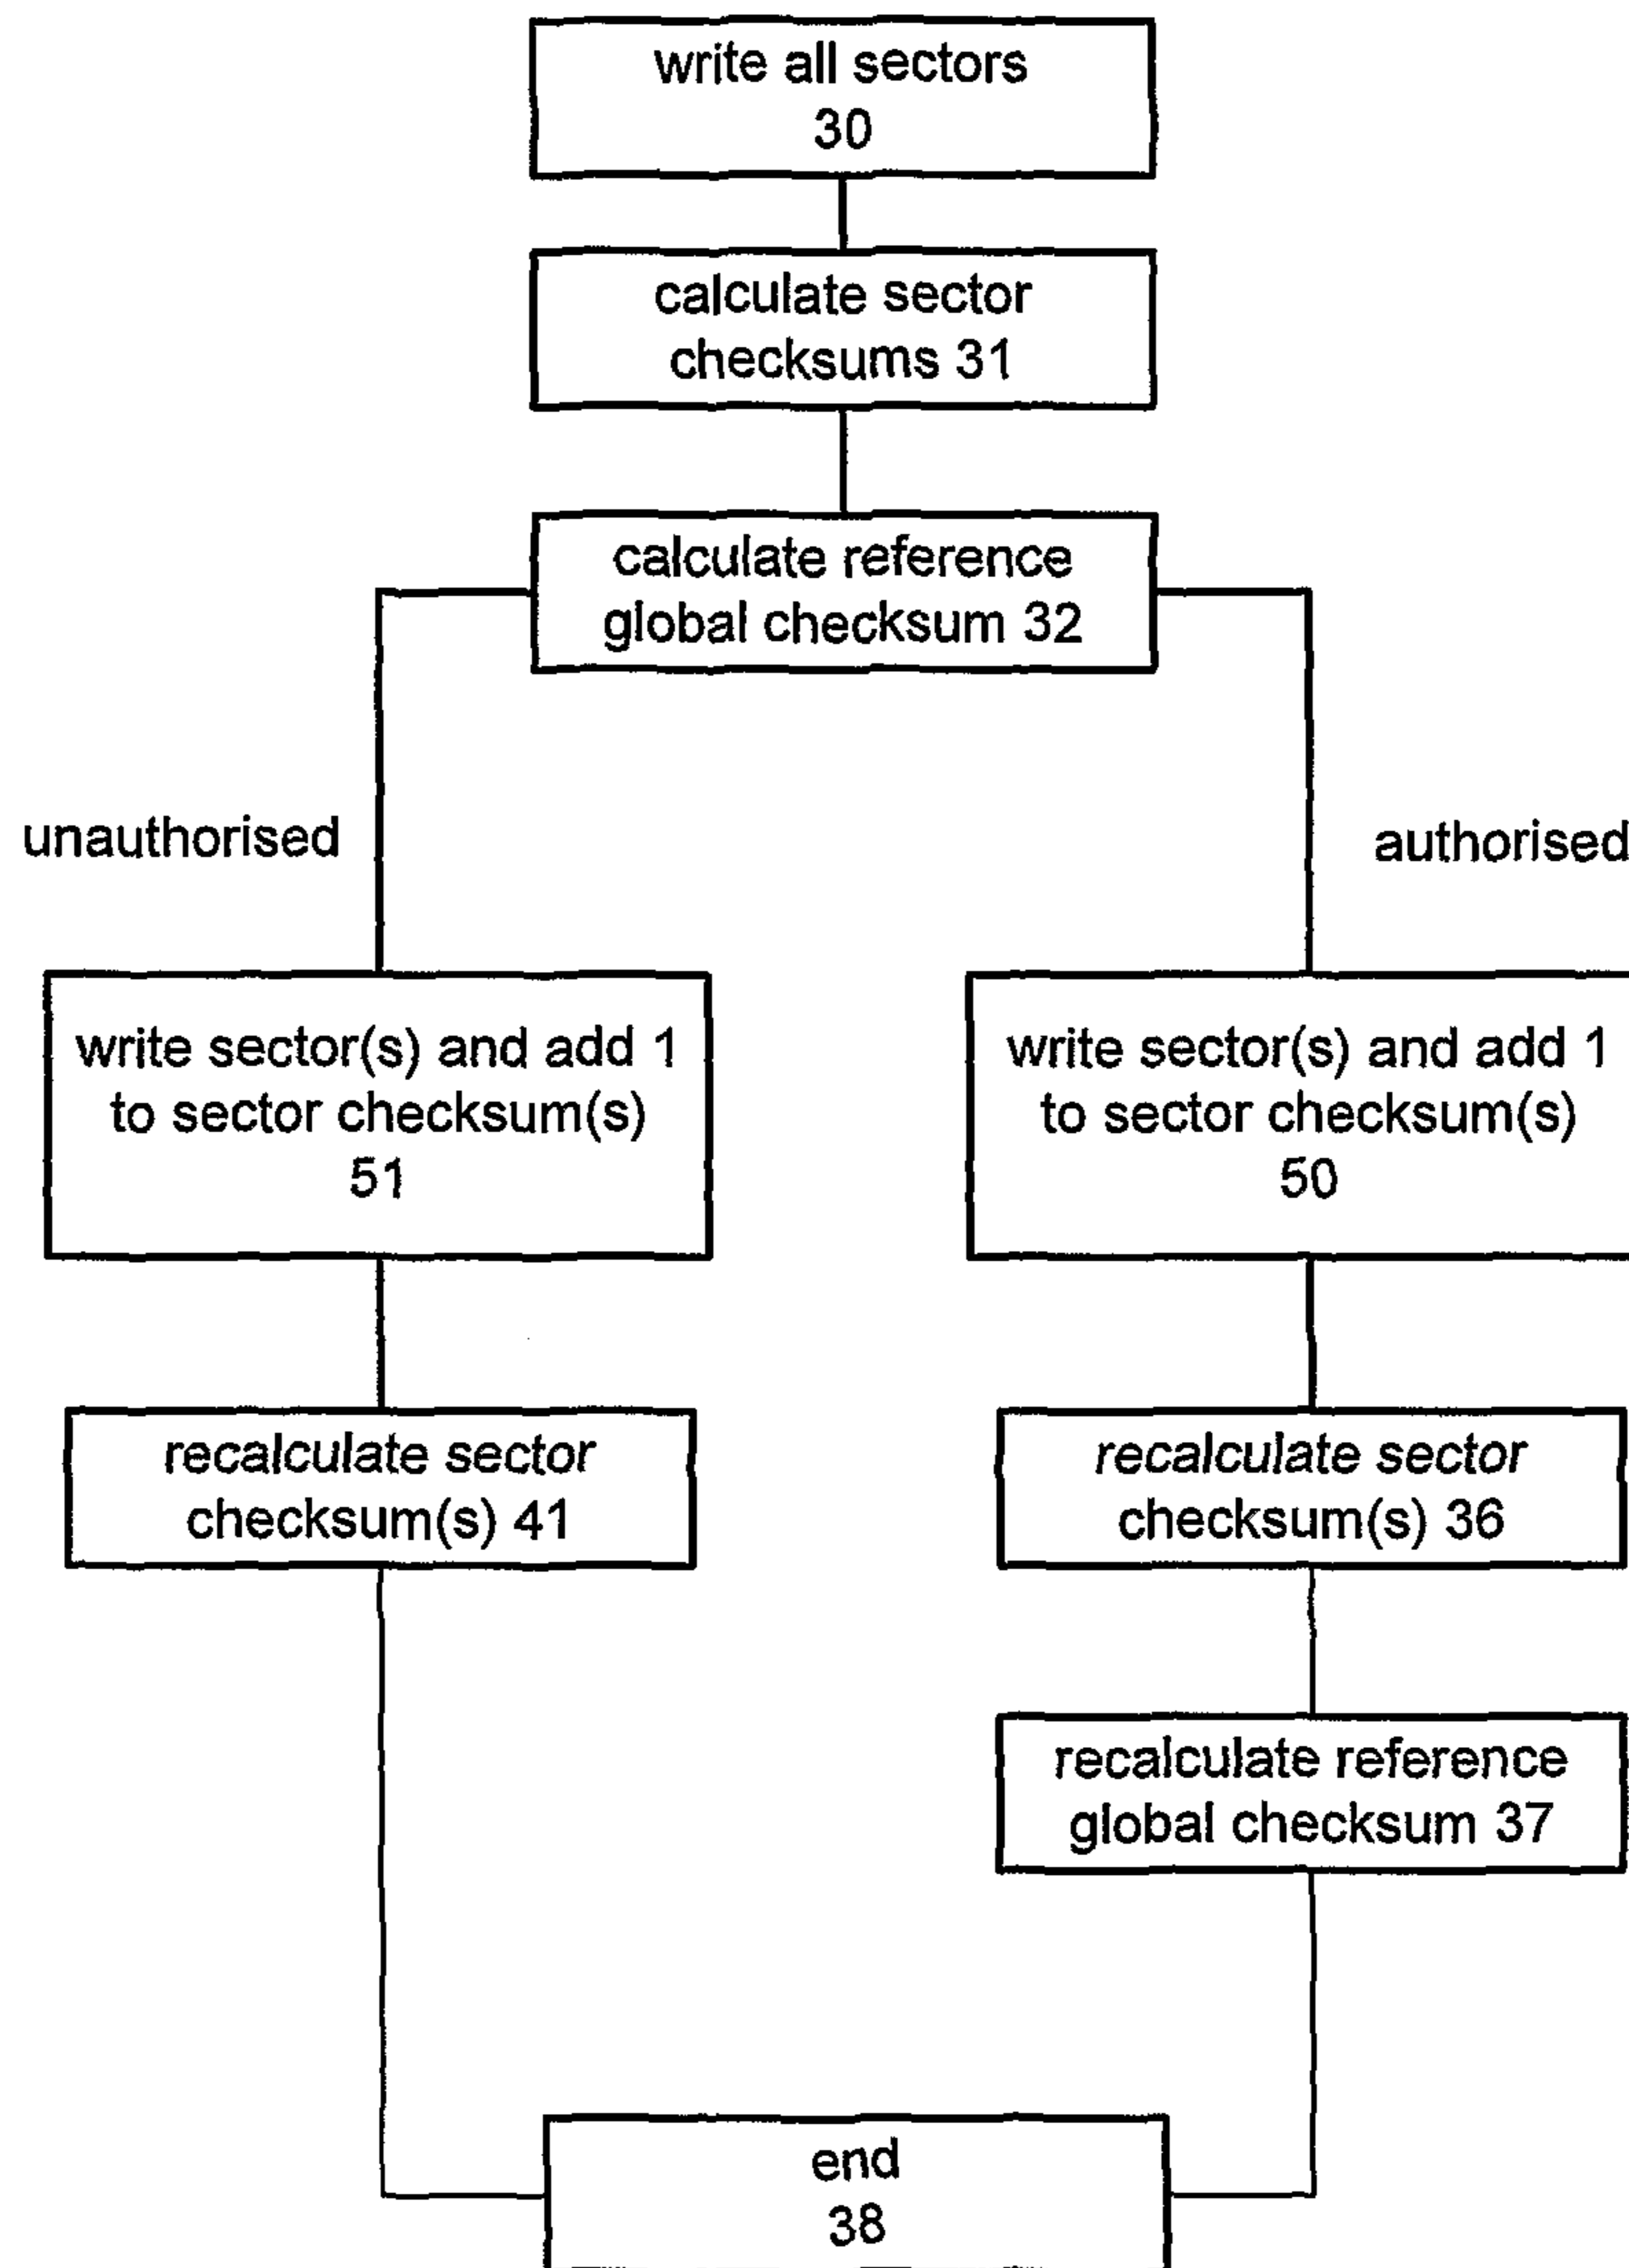 write all sectors
30
calculate sector
checksums 31
calculate reference
global checksum 32
unauthorised
authorised
write sector(s) and add 1
to sector checksum(s)
51
write sector(s) and add 1
to sector checksum(s)
50
recalculate sector
checksum(s) 41
recalculate sector
checksum(s) 36
recalculate reference
global checksum 37
end
38